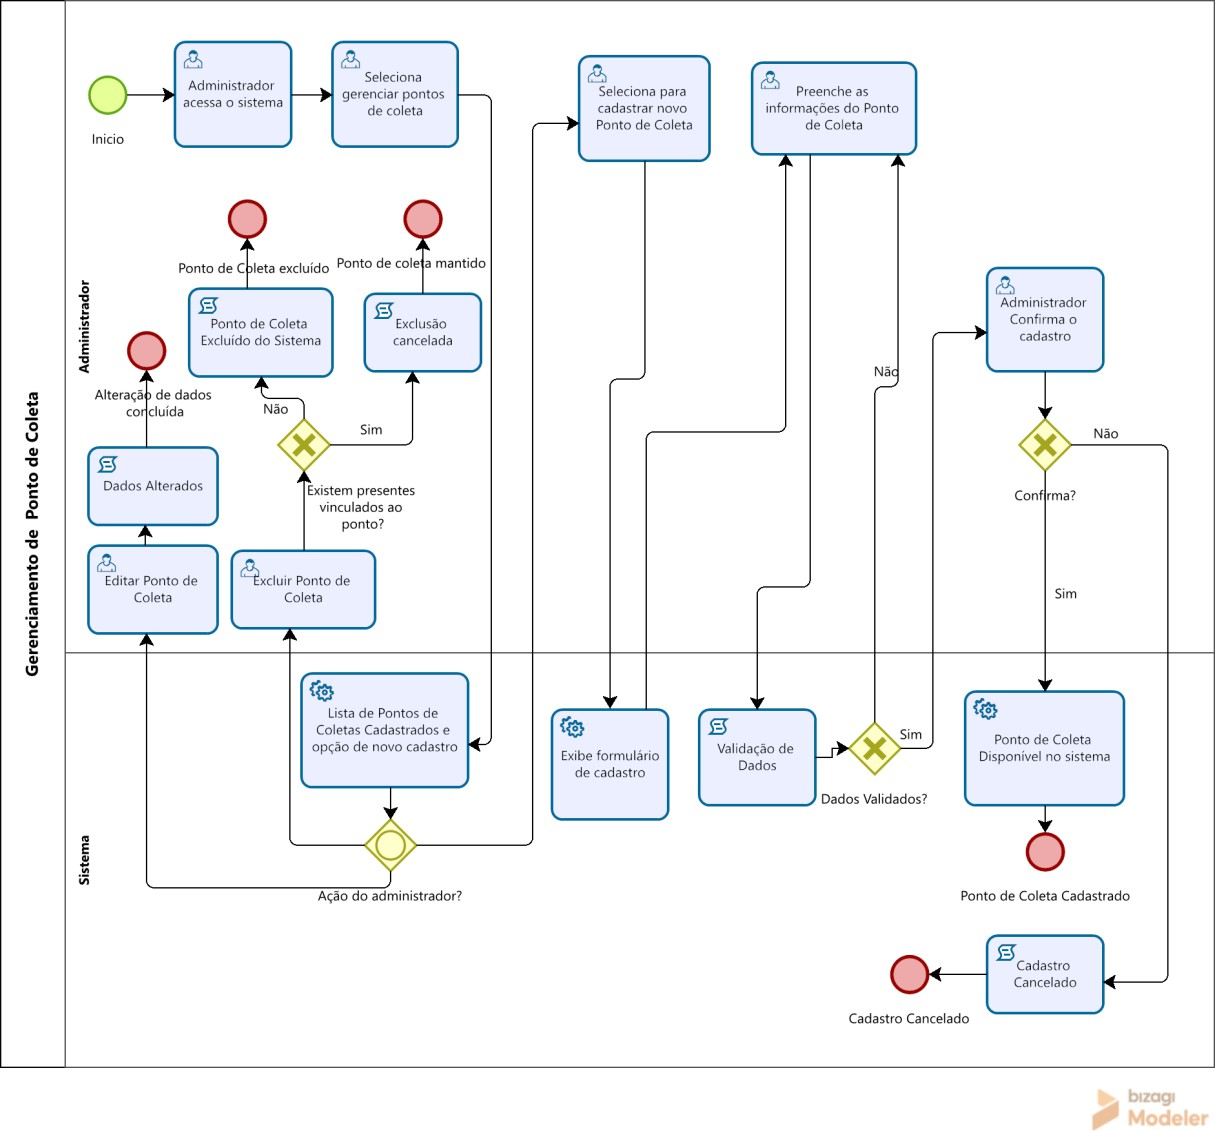 Gerenciamento de  Ponto de Coleta
Administrador
Inicio
Administrador
acessa o sistema
Seleciona
gerenciar pontos
de coleta
Seleciona para
cadastrar novo
Ponto de Coleta
Preenche as
informações do Ponto
de Coleta
Ponto de Coleta excluído
Ponto de coleta mantido
Ponto de Coleta
Excluído do Sistema
Exclusão
cancelada
Administrador
Confirma o
cadastro
Alteração de dados
concluída
Não
Sim
Não
Não
Dados Alterados
Existem presentes
vinculados ao
ponto?
Confirma?
Editar Ponto de
Coleta
Excluir Ponto de
Coleta
Sim
Sistema
Lista de Pontos de
Coletas Cadastrados e
opção de novo cadastro
Exibe formulário
de cadastro
Validação de
Dados
Sim
Dados Validados?
Ponto de Coleta
Disponível no sistema
Ação do administrador?
Ponto de Coleta Cadastrado
Cadastro
Cancelado
Cadastro Cancelado
bizagi
Modeler